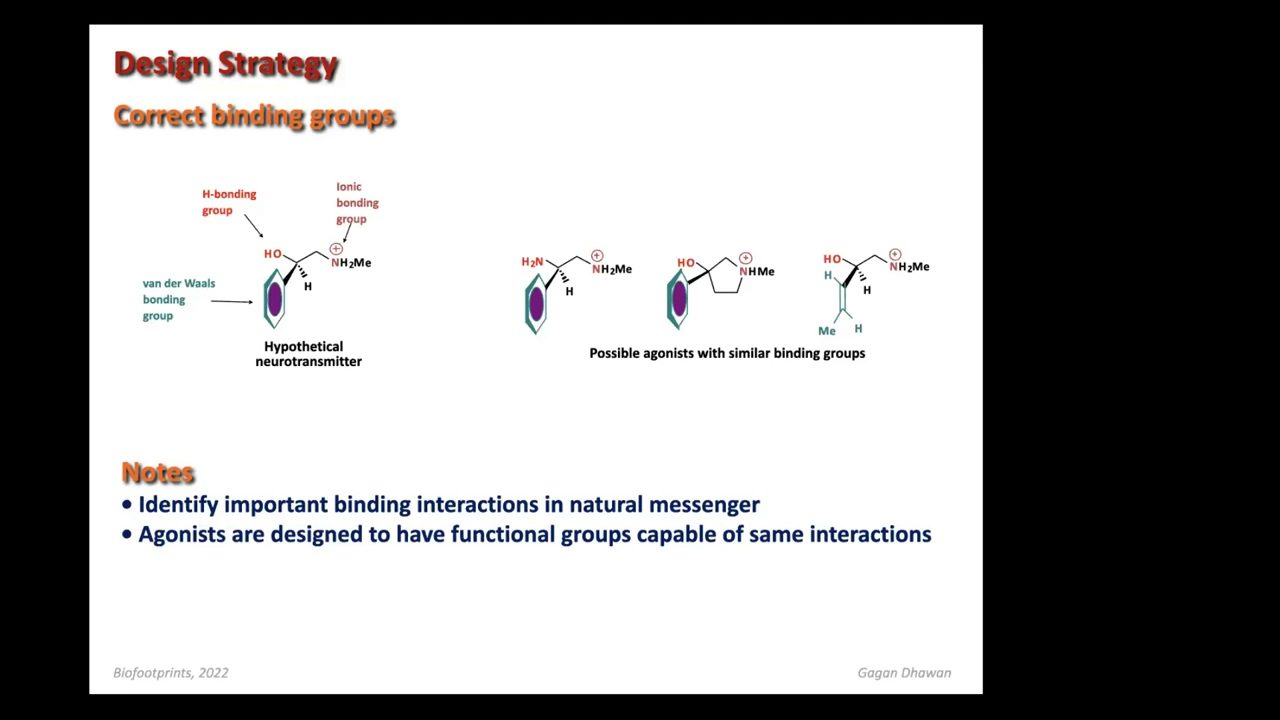 Design Strategy
Correct binding groups
H-bonding
group
Ionic
bonding
group
HO
+
NH2Me
H
van der Waals
bonding
group
Hypothetical
neurotransmitter
H2N
+
NH2Me
H
HO
+
NHMe
HO
+
NH2Me
H
H
Me
H
Possible agonists with similar binding groups
Notes
• Identify important binding interactions in natural messenger
• Agonists are designed to have functional groups capable of same interactions
Biofootprints, 2022
Gagan Dhawan